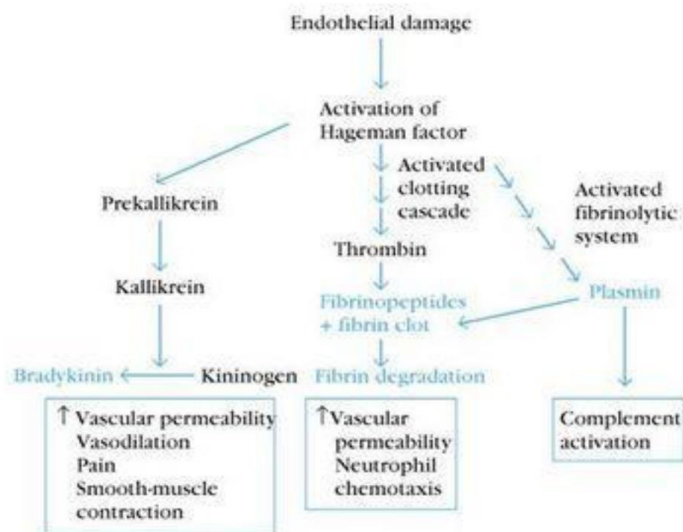 Endothelial damage
Activation of
Hageman factor
Activated
clotting
cascade
Activated
fibrinolytic
system
Prekallikrein
Thrombin
Kallikrein
Fibrinopeptides
+ fibrin clot
Plasmin
Bradykinin
Kininogen
Fibrin degradation
↑ Vascular permeability
Vasodilation
Pain
Smooth-muscle
contraction
↑ Vascular
permeability
Neutrophil
chemotaxis
Complement
activation